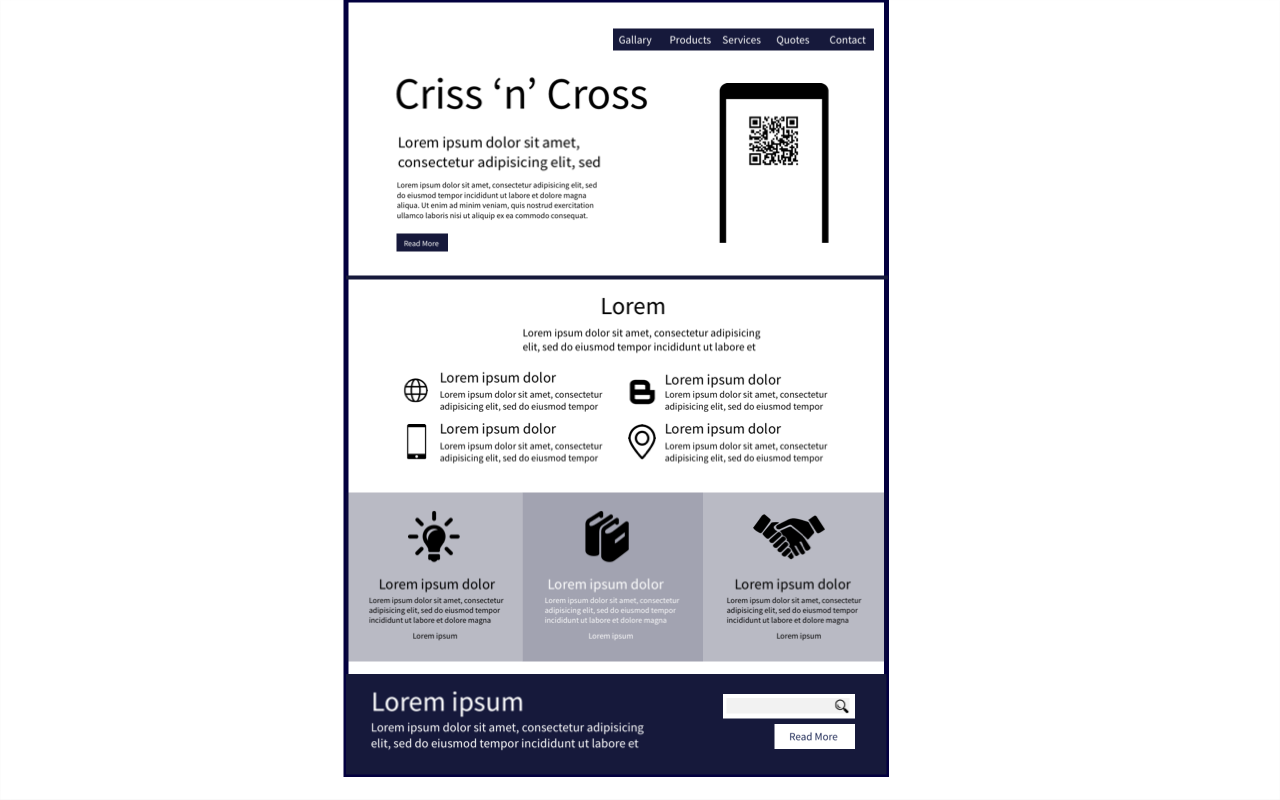 Gallary Products Services Quotes Contact
Criss ‘n’ Cross
Lorem ipsum dolor sit amet,
consectetur adipisicing elit, sed
Lorem ipsum dolor sit amet, consectetur adipisicing elit, sed
do eiusmod tempor incididunt ut labore et dolore magna
aliqua. Ut enim ad minim veniam, quis nostrud exercitation
ullamco laboris nisi ut aliquip ex ea commodo consequat.
Read More
Lorem
Lorem ipsum dolor sit amet, consectetur adipisicing
elit, sed do eiusmod tempor incididunt ut labore et
Lorem ipsum dolor
Lorem ipsum dolor sit amet, consectetur
adipisicing elit, sed do eiusmod tempor
Lorem ipsum dolor
Lorem ipsum dolor sit amet, consectetur
adipisicing elit, sed do eiusmod tempor
Lorem ipsum dolor
Lorem ipsum dolor sit amet, consectetur
adipisicing elit, sed do eiusmod tempor
Lorem ipsum dolor
Lorem ipsum dolor sit amet, consectetur
adipisicing elit, sed do eiusmod tempor
Lorem ipsum dolor
Lorem ipsum dolor sit amet, consectetur
adipisicing elit, sed do eiusmod tempor
incididunt ut labore et dolore magna
Lorem ipsum
Lorem ipsum dolor
Lorem ipsum dolor sit amet, consectetur
adipisicing elit, sed do eiusmod tempor
incididunt ut labore et dolore magna
Lorem ipsum
Lorem ipsum dolor
Lorem ipsum dolor sit amet, consectetur
adipisicing elit, sed do eiusmod tempor
incididunt ut labore et dolore magna
Lorem ipsum
Lorem ipsum
Lorem ipsum dolor sit amet, consectetur adipisicing
elit, sed do eiusmod tempor incididunt ut labore et
Read More